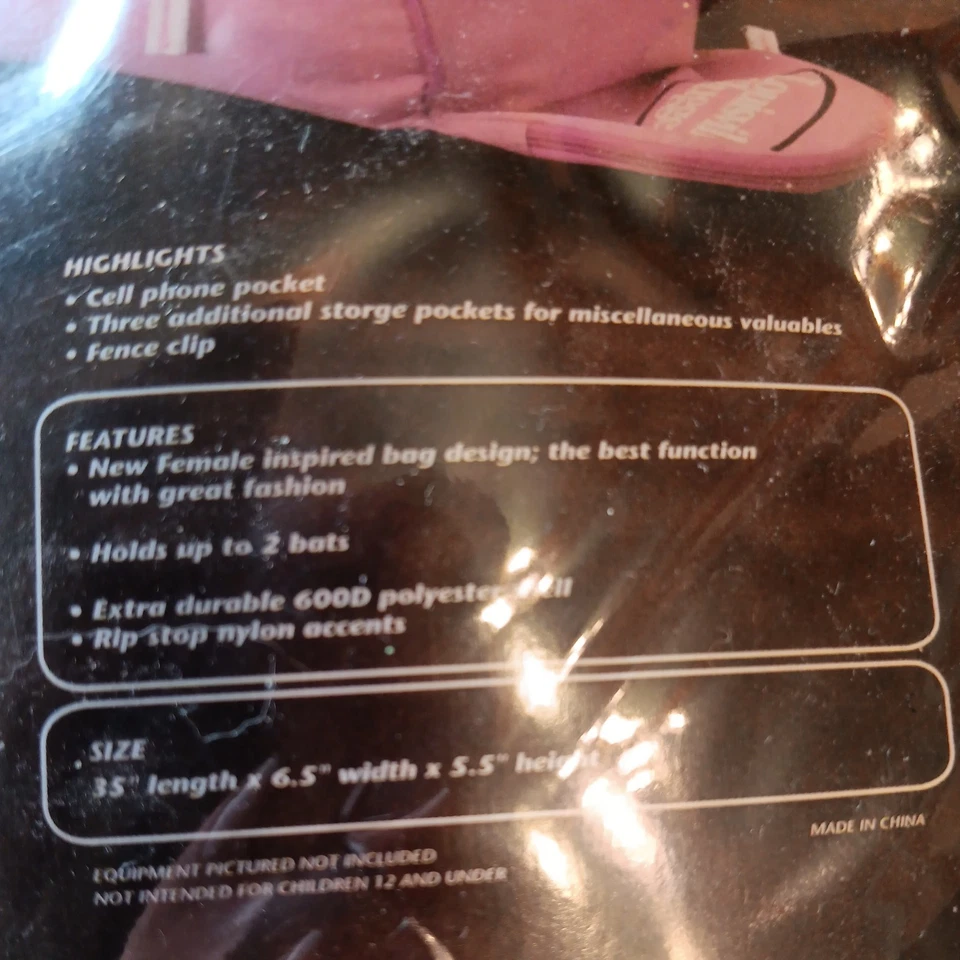 HIGHLIGHTS
• Cell phone pocket
• Three additional storge pockets for miscellaneous valuables
• Fence clip
FEATURES
• New Female inspired bag design; the best function
with great fashion
• Holds up to 2 bats
• Extra durable 600D polyester
• Rip stop nylon accents
SIZE
35" length x 6.5" width x 5.5" height
MADE IN CHINA
EQUIPMENT PICTURED NOT INCLUDED
NOT INTENDED FOR CHILDREN 12 AND UNDER